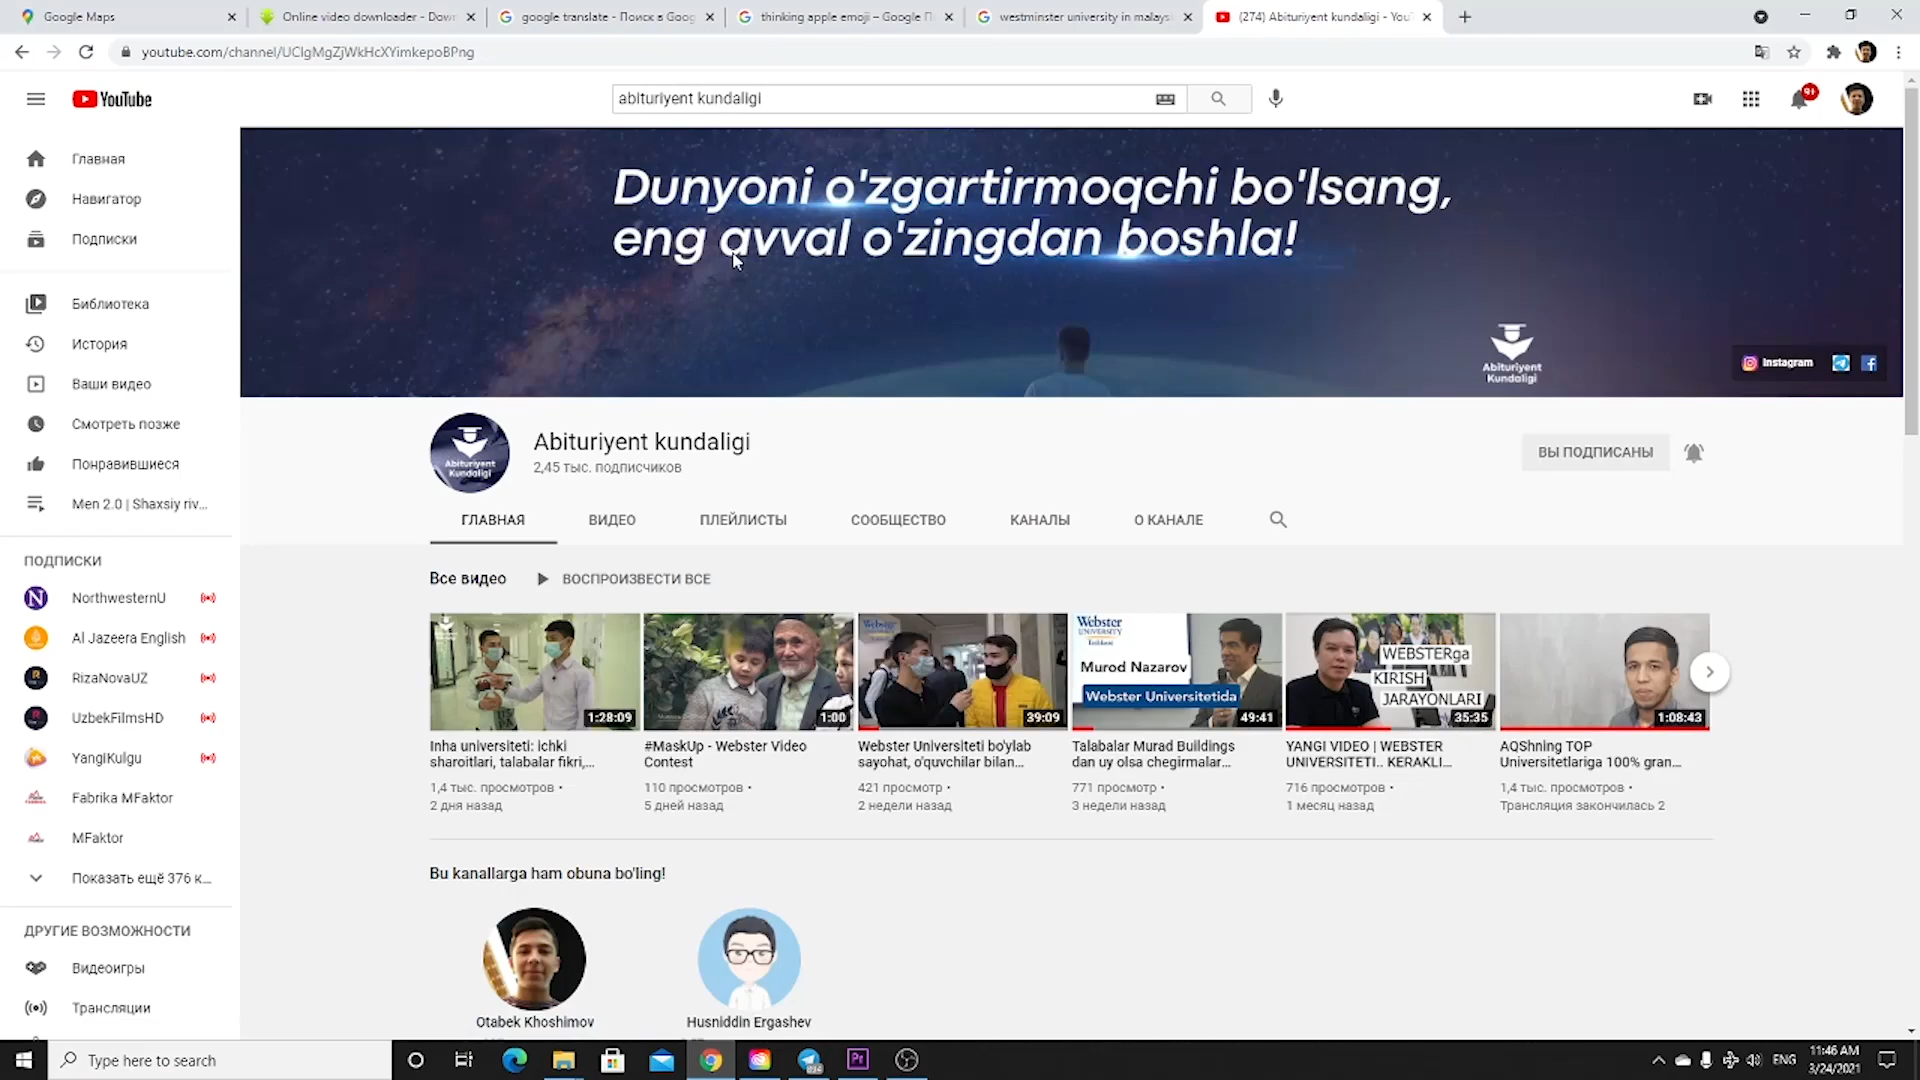 Google Maps
Online video downloader - Down
google translate - Поиск в Goog
thinking apple emoji – Google П
westminster university in malays
(274) Abituriyent kundaligi - You
youtube.com/channel/UClgMgZjWkHcXYimkepoBPng
YouTube
abituriyent kundaligi
9+
Главная
Навигатор
Подписки
Библиотека
История
Ваши видео
Смотреть позже
Понравившиеся
Men 2.0 | Shaxsiy riv...
ПОДПИСКИ
NorthwesternU
Al Jazeera English
RizaNovaUZ
UzbekFilmsHD
YangIKulgu
Fabrika MFaktor
MFaktor
Показать ещё 376 к...
ДРУГИЕ ВОЗМОЖНОСТИ
Видеоигры
Трансляции
Dunyoni o'zgartirmoqchi bo'lsang,
eng avval o'zingdan boshla!
Abituriyent
Kundaligi
Instagram
Abituriyent
Kundaligi
Abituriyent kundaligi
2,45 тыс. подписчиков
ВЫ ПОДПИСАНЫ
ГЛАВНАЯ
ВИДЕО
ПЛЕЙЛИСТЫ
СООБЩЕСТВО
КАНАЛЫ
О КАНАЛЕ
Все видео
ВОСПРОИЗВЕСТИ ВСЕ
1:28:09
Inha universiteti: ichki
sharoitlari, talabalar fikri,...
1,4 тыс. просмотров •
2 дня назад
1:00
#MaskUp - Webster Video
Contest
110 просмотров •
5 дней назад
Webster
39:09
Webster Universiteti bo'ylab
sayohat, o'quvchilar bilan...
421 просмотр •
2 недели назад
Webster
UNIVERSITY
Tashkent
Murod Nazarov
Webster Universitetida
49:41
Talabalar Murad Buildings
dan uy olsa chegirmalar...
771 просмотр •
3 недели назад
WEBSTERga
KIRISH
JARAYONLARI
35:35
YANGI VIDEO | WEBSTER
UNIVERSITETI.. KERAKLI...
716 просмотров •
1 месяц назад
1:08:43
AQShning TOP
Universitetlariga 100% gran...
1,4 тыс. просмотров •
Трансляция закончилась 2
Bu kanallarga ham obuna bo'ling!
Otabek Khoshimov
Husniddin Ergashev
Type here to search
Pr
ENG
11:46 AM
3/24/2021